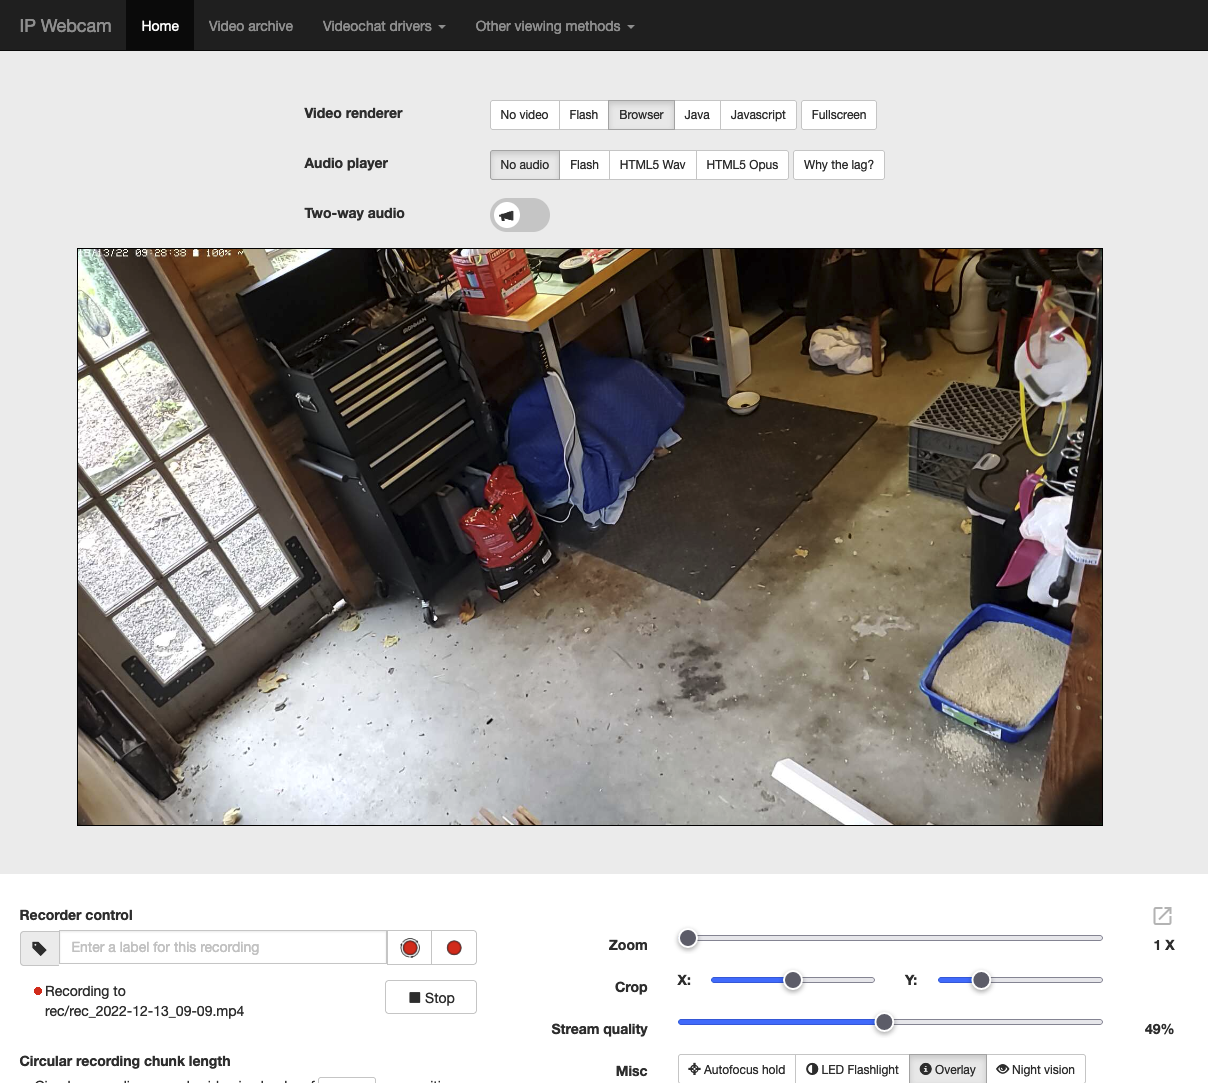 IP Webcam Home Video archive Videochat drivers Other viewing methods
Video renderer No video Flash Browser Java Javascript Fullscreen
Audio player No audio Flash HTML5 Wav HTML5 Opus Why the lag?
Two-way audio
/13/22 09:28:38 100%
IRONMAN
Recorder control
Enter a label for this recording
Zoom 1 X
Crop X: Y:
Recording to
rec/rec_2022-12-13_09-09.mp4
Stop
Stream quality 49%
Circular recording chunk length
Misc Autofocus hold LED Flashlight Overlay Night vision